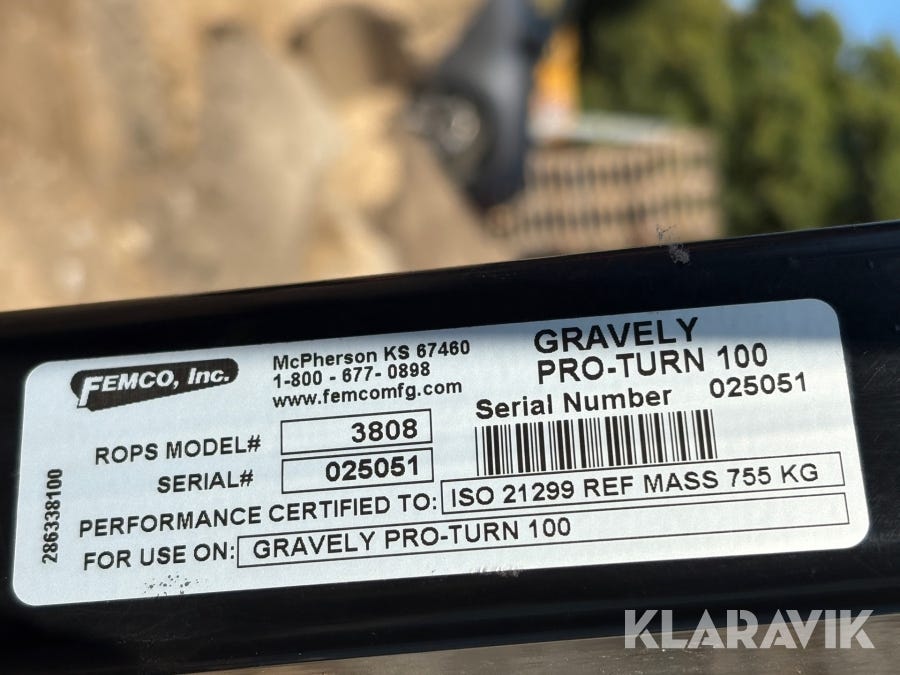 FEMCO, Inc.
McPherson KS 67460
1-800 - 677- 0898
www.femcomfg.com
GRAVELY
PRO-TURN 100
Serial Number 025051
ROPS MODEL# 3808
SERIAL# 025051
PERFORMANCE CERTIFIED TO: ISO 21299 REF MASS 755 KG
FOR USE ON: GRAVELY PRO-TURN 100
286338100
KLARAVIK